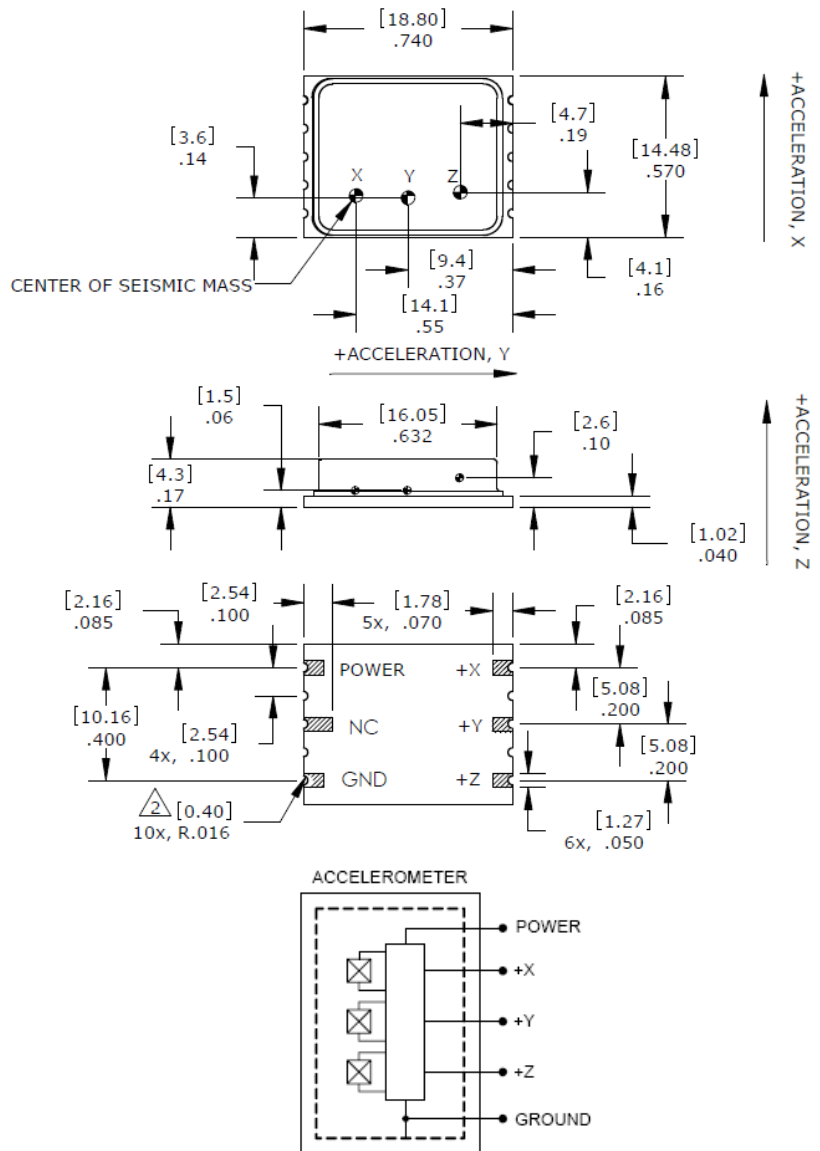 [18.80]
.740
+ACCELERATION, X
[4.7]
.19
[3.6]
.14
[14.48]
.570
X Y Z
[9.4]
.37
[4.1]
.16
CENTER OF SEISMIC MASS
[14.1]
.55
+ACCELERATION, Y
[1.5]
.06
[16.05]
.632
[2.6]
.10
+ACCELERATION, Z
[4.3]
.17
[1.02]
.040
[2.16]
.085
[2.54]
.100
[1.78]
5x, .070
[2.16]
.085
POWER +X
[5.08]
.200
[10.16]
.400
[2.54]
4x, .100
NC +Y
[5.08]
.200
GND +Z
2 [0.40]
10x, R.016
[1.27]
6x, .050
ACCELEROMETER
POWER
+X
+Y
+Z
GROUND